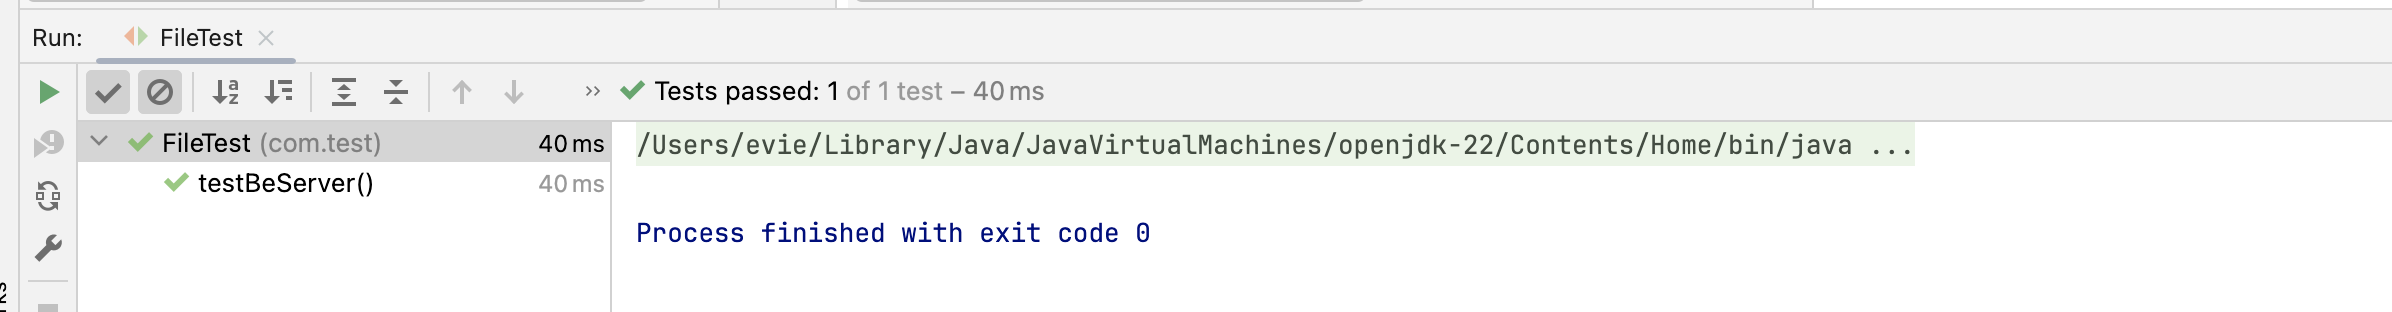 Run: FileTest
Tests passed: 1 of 1 test – 40 ms
FileTest (com.test) 40 ms
testBeServer() 40 ms
/Users/evie/Library/Java/JavaVirtualMachines/openjdk-22/Contents/Home/bin/java ...
Process finished with exit code 0